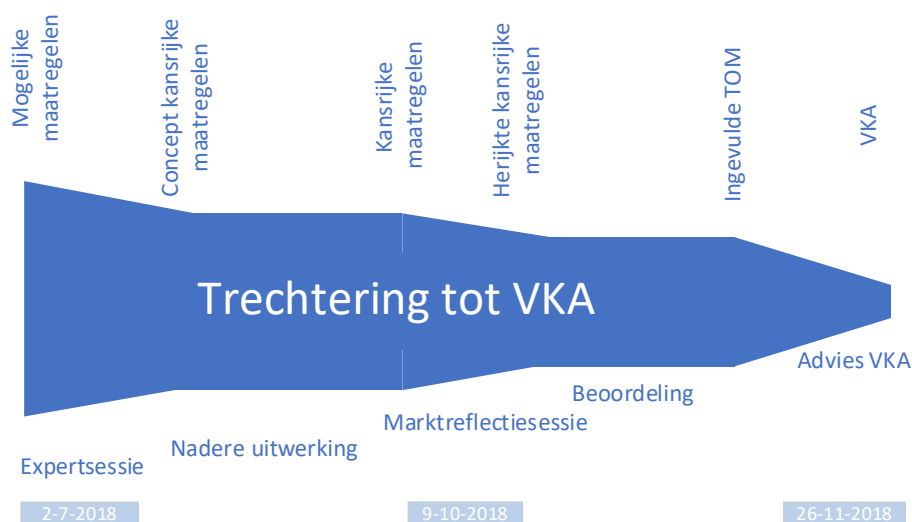 Mogelijke
maatregelen
Concept kansrijke
maatregelen
Kansrijke
maatregelen
Herijkte kansrijke
maatregelen
Ingevulde TOM
VKA
Trechtering tot VKA
Expertsessie
Nadere uitwerking
Marktreflectiesessie
Beoordeling
Advies VKA
2-7-2018
9-10-2018
26-11-2018